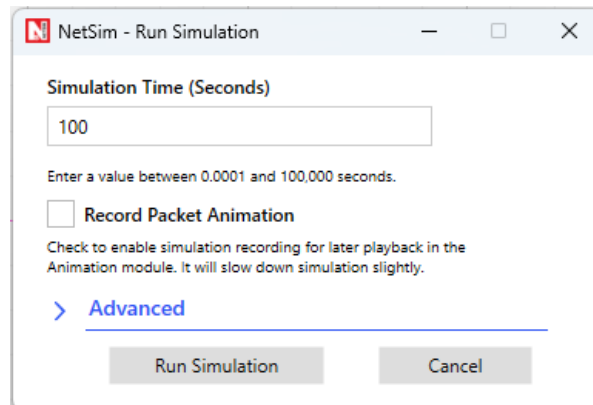 NetSim - Run Simulation
Simulation Time (Seconds)
100
Enter a value between 0.0001 and 100,000 seconds.
Record Packet Animation
Check to enable simulation recording for later playback in the
Animation module. It will slow down simulation slightly.
Advanced
Run Simulation Cancel